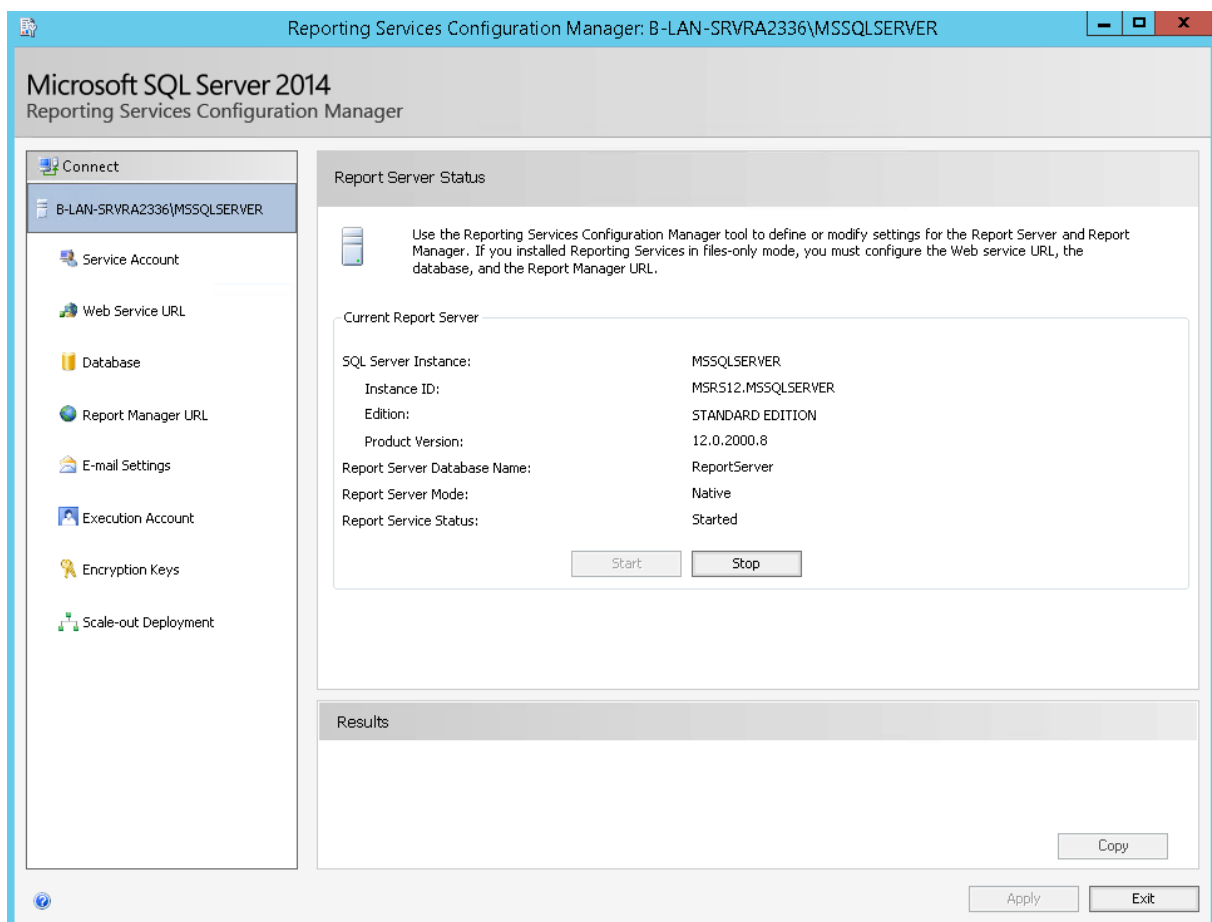 Reporting Services Configuration Manager: B-LAN-SRVRA2336\MSSQLSERVER
Microsoft SQL Server 2014
Reporting Services Configuration Manager
Connect
B-LAN-SRVRA2336\MSSQLSERVER
Service Account
Web Service URL
Database
Report Manager URL
E-mail Settings
Execution Account
Encryption Keys
Scale-out Deployment
Report Server Status
Use the Reporting Services Configuration Manager tool to define or modify settings for the Report Server and Report
Manager. If you installed Reporting Services in files-only mode, you must configure the Web service URL, the
database, and the Report Manager URL.
Current Report Server
SQL Server Instance: MSSQLSERVER
Instance ID: MSRS12.MSSQLSERVER
Edition: STANDARD EDITION
Product Version: 12.0.2000.8
Report Server Database Name: ReportServer
Report Server Mode: Native
Report Service Status: Started
Start Stop
Results
Copy
Apply Exit